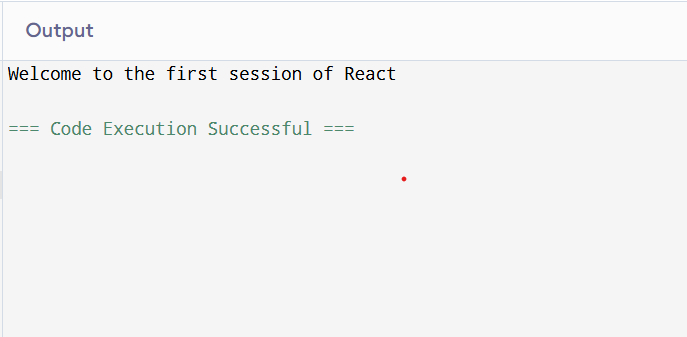 Output
Welcome to the first session of React
=== Code Execution Successful ===